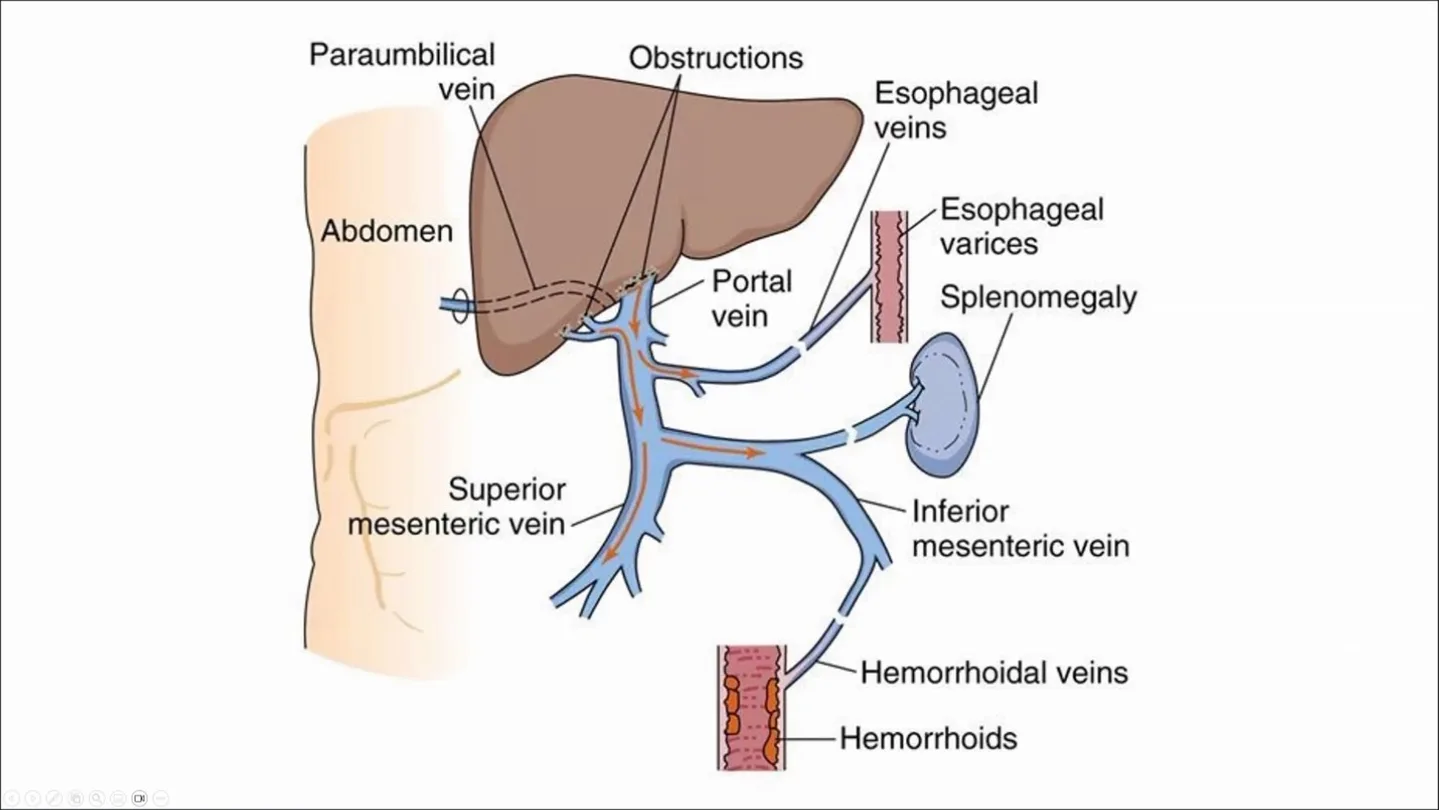 Paraumbilical
vein
Obstructions
Esophageal
veins
Esophageal
varices
Abdomen
Portal
vein
Splenomegaly
Superior
mesenteric vein
Inferior
mesenteric vein
Hemorrhoidal veins
Hemorrhoids